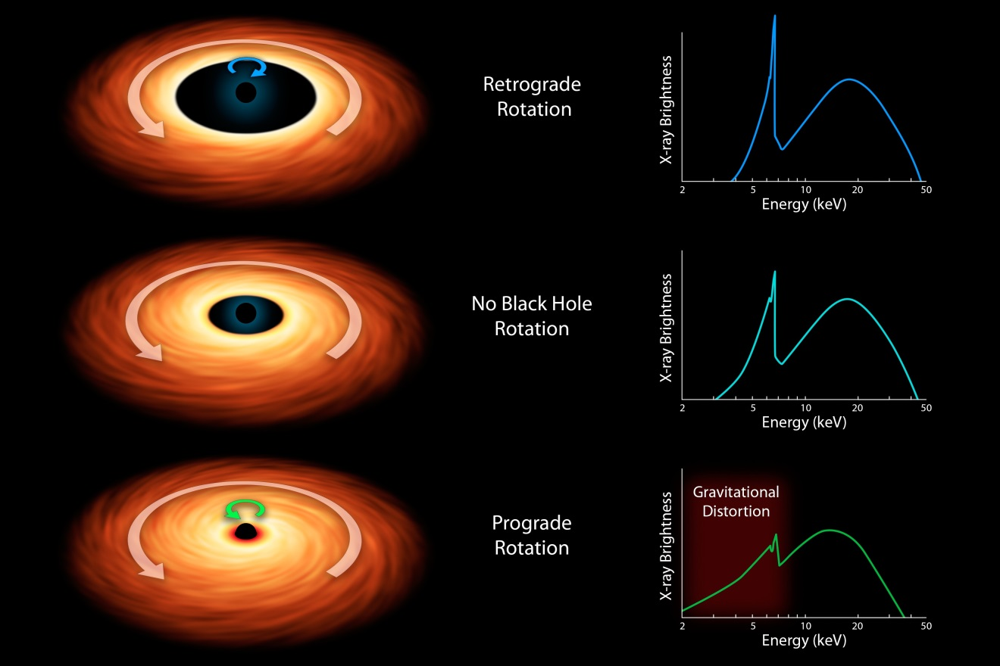 Retrograde
Rotation
X-ray Brightness
2 5 10 20 50
Energy (keV)
No Black Hole
Rotation
X-ray Brightness
2 5 10 20 50
Energy (keV)
Prograde
Rotation
X-ray Brightness
Gravitational
Distortion
2 5 10 20 50
Energy (keV)